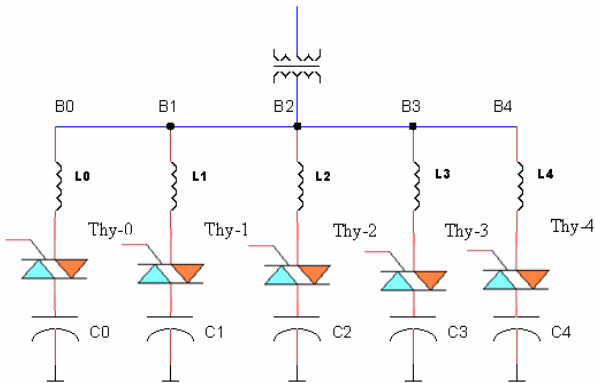 B0 B1 B2 B3 B4
L0 L1 L2 L3 L4
Thy-0 Thy-1 Thy-2 Thy-3 Thy-4
C0 C1 C2 C3 C4